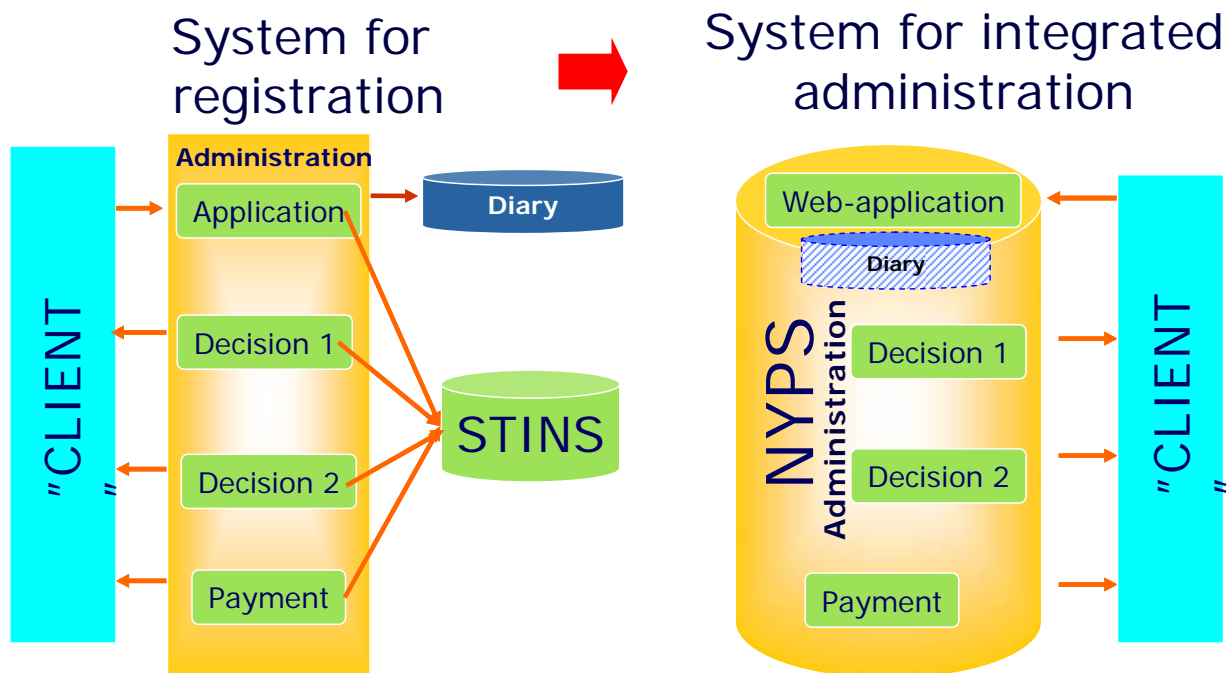 System for
registration
System for integrated
administration
Administration
Application
Diary
Decision 1
STINS
Decision 2
Payment
"CLIENT
"
Web-application
Diary
NYPS
Administration
Decision 1
Decision 2
Payment
"CLIENT
"